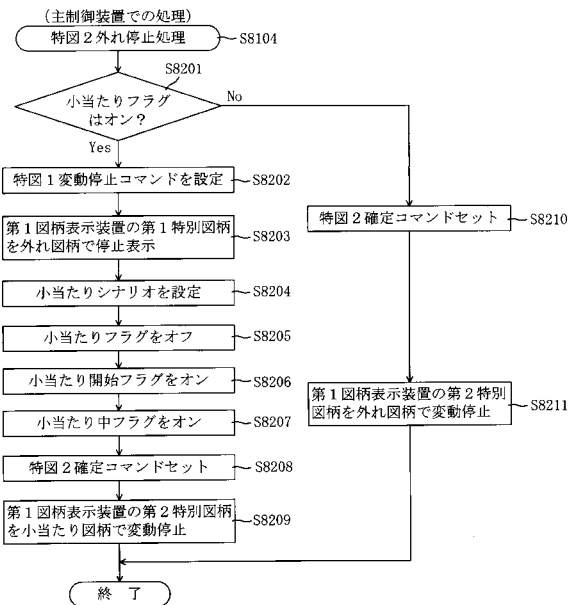 (主制御装置での処理)
特図2外れ停止処理
S8104
S8201
小当たりフラグ
はオン?
No
Yes
特図1変動停止コマンドを設定
S8202
第1図柄表示装置の第1特別図柄
を外れ図柄で停止表示
S8203
小当たりシナリオを設定
S8204
小当たりフラグをオフ
S8205
小当たり開始フラグをオン
S8206
小当たり中フラグをオン
S8207
特図2確定コマンドセット
S8208
第1図柄表示装置の第2特別図柄
を小当たり図柄で変動停止
S8209
特図2確定コマンドセット
S8210
第1図柄表示装置の第2特別
図柄を外れ図柄で変動停止
S8211
終 了